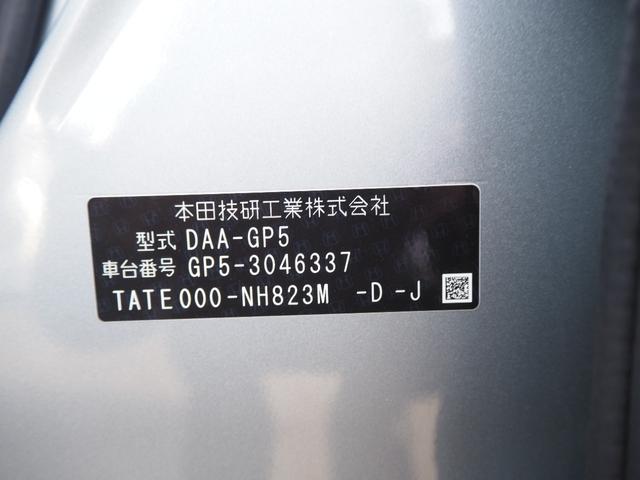 本田技研工業株式会社
型式 DAA-GP5
車台番号 GP5-3046337
TATE000-NH823M -D -J